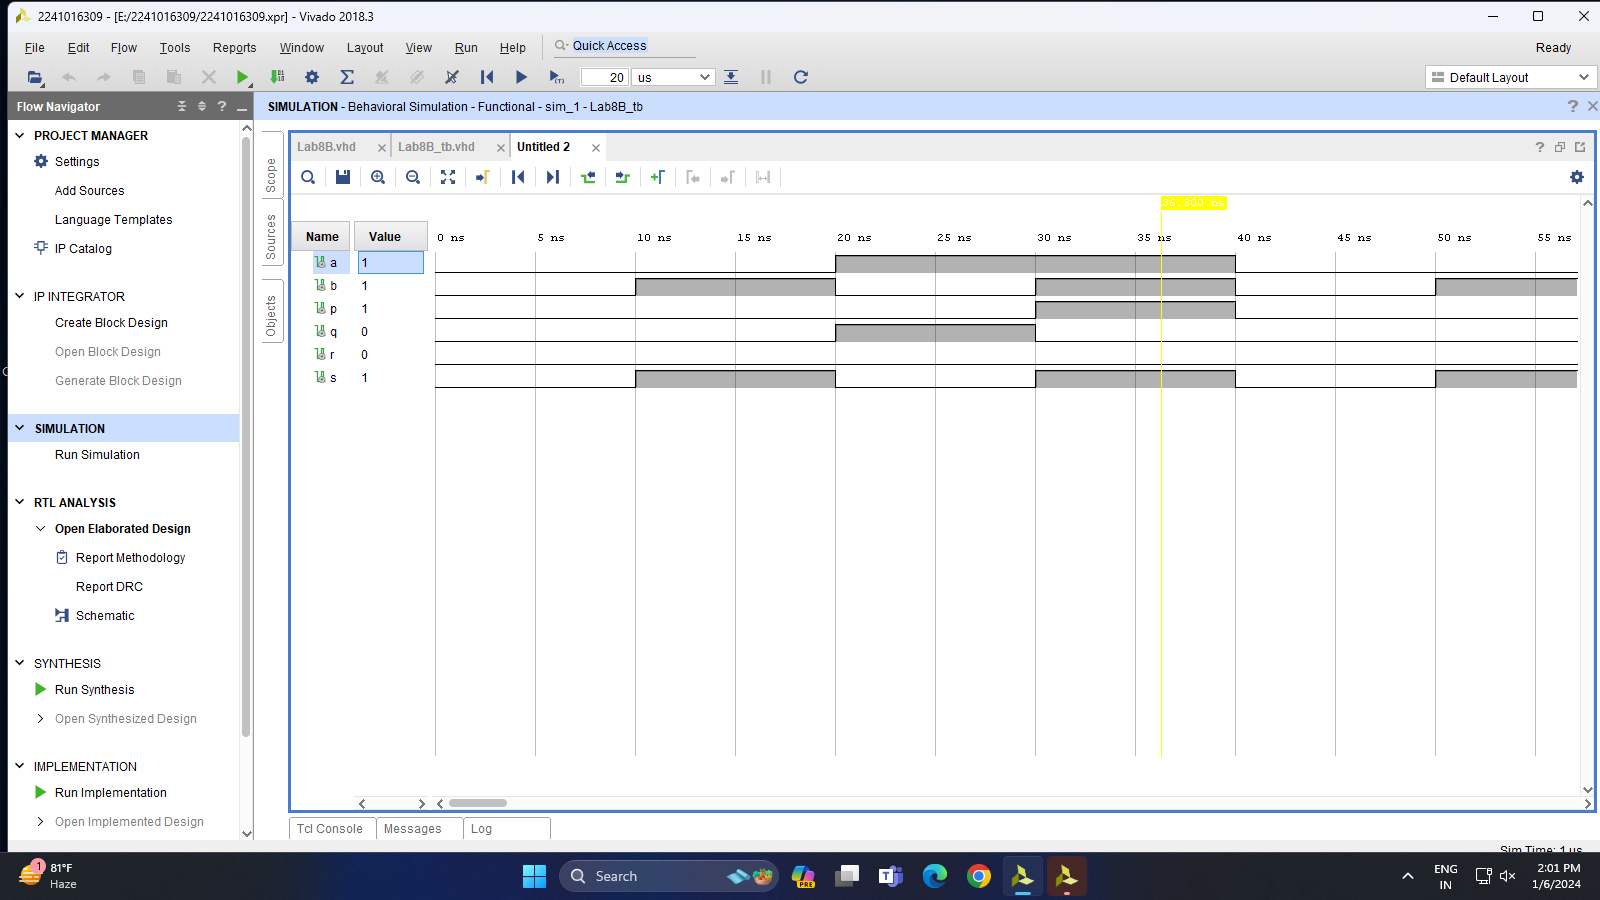 2241016309 - [E:/2241016309/2241016309.xpr] - Vivado 2018.3
File Edit Flow Tools Reports Window Layout View Run Help Quick Access Ready
20 us Default Layout
Flow Navigator
SIMULATION - Behavioral Simulation - Functional - sim_1 - Lab8B_tb
PROJECT MANAGER
Settings
Add Sources
Language Templates
IP Catalog
IP INTEGRATOR
Create Block Design
Open Block Design
Generate Block Design
SIMULATION
Run Simulation
RTL ANALYSIS
Open Elaborated Design
Report Methodology
Report DRC
Schematic
SYNTHESIS
Run Synthesis
Open Synthesized Design
IMPLEMENTATION
Run Implementation
Open Implemented Design
Scope
Sources
Objects
Lab8B.vhd Lab8B_tb.vhd Untitled 2
Name Value 0 ns 5 ns 10 ns 15 ns 20 ns 25 ns 30 ns 35 ns 40 ns 45 ns 50 ns 55 ns
a 1
b 1
p 1
q 0
r 0
s 1
Tcl Console Messages Log
Sim Time: 1 us
1 81°F
Haze
Search
PRE
ENG
IN
2:01 PM
1/6/2024